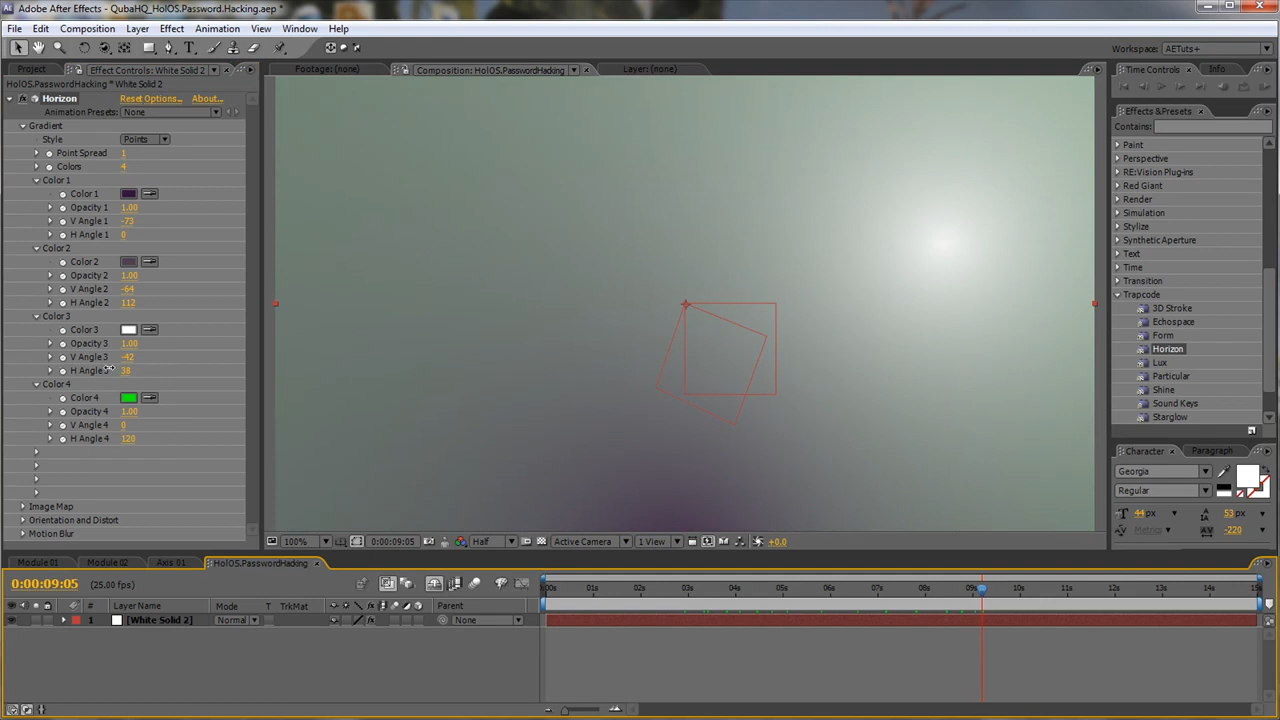 Adobe After Effects - QubaHQ_HolOS.Password.Hacking.aep *
File Edit Composition Layer Effect Animation View Window Help
Workspace: AETuts+
Project Effect Controls: White Solid 2
HolOS.PasswordHacking * White Solid 2
Horizon Reset Options... About...
Animation Presets: None
Gradient
Style Points
Point Spread 1
Colors 4
Color 1
Color 1
Opacity 1 1.00
V Angle 1 -73
H Angle 1 0
Color 2
Color 2
Opacity 2 1.00
V Angle 2 -64
H Angle 2 112
Color 3
Color 3
Opacity 3 1.00
V Angle 3 -42
H Angle 38
Color 4
Color 4
Opacity 4 1.00
V Angle 4 0
H Angle 4 120
Image Map
Orientation and Distort
Motion Blur
Footage: (none) Composition: HolOS.PasswordHacking Layer: (none)
100% 0:00:09:05 Half Active Camera 1 View +0.0
Time Controls Info
Effects & Presets
Contains:
Paint
Perspective
RE:Vision Plug-ins
Red Giant
Render
Simulation
Stylize
Synthetic Aperture
Text
Time
Transition
Trapcode
3D Stroke
Echospace
Form
Horizon
Lux
Particular
Shine
Sound Keys
Starglow
Character Paragraph
Georgia
Regular
44 px 53 px
Metrics -220
Module 01 Module 02 Axis 01 HolOS.PasswordHacking
0:00:09:05 (25.00 fps)
# Layer Name Mode T TrkMat Parent
1 [White Solid 2] Normal None
:00s 01s 02s 03s 04s 05s 06s 07s 08s 09s 10s 11s 12s 13s 14s 15s